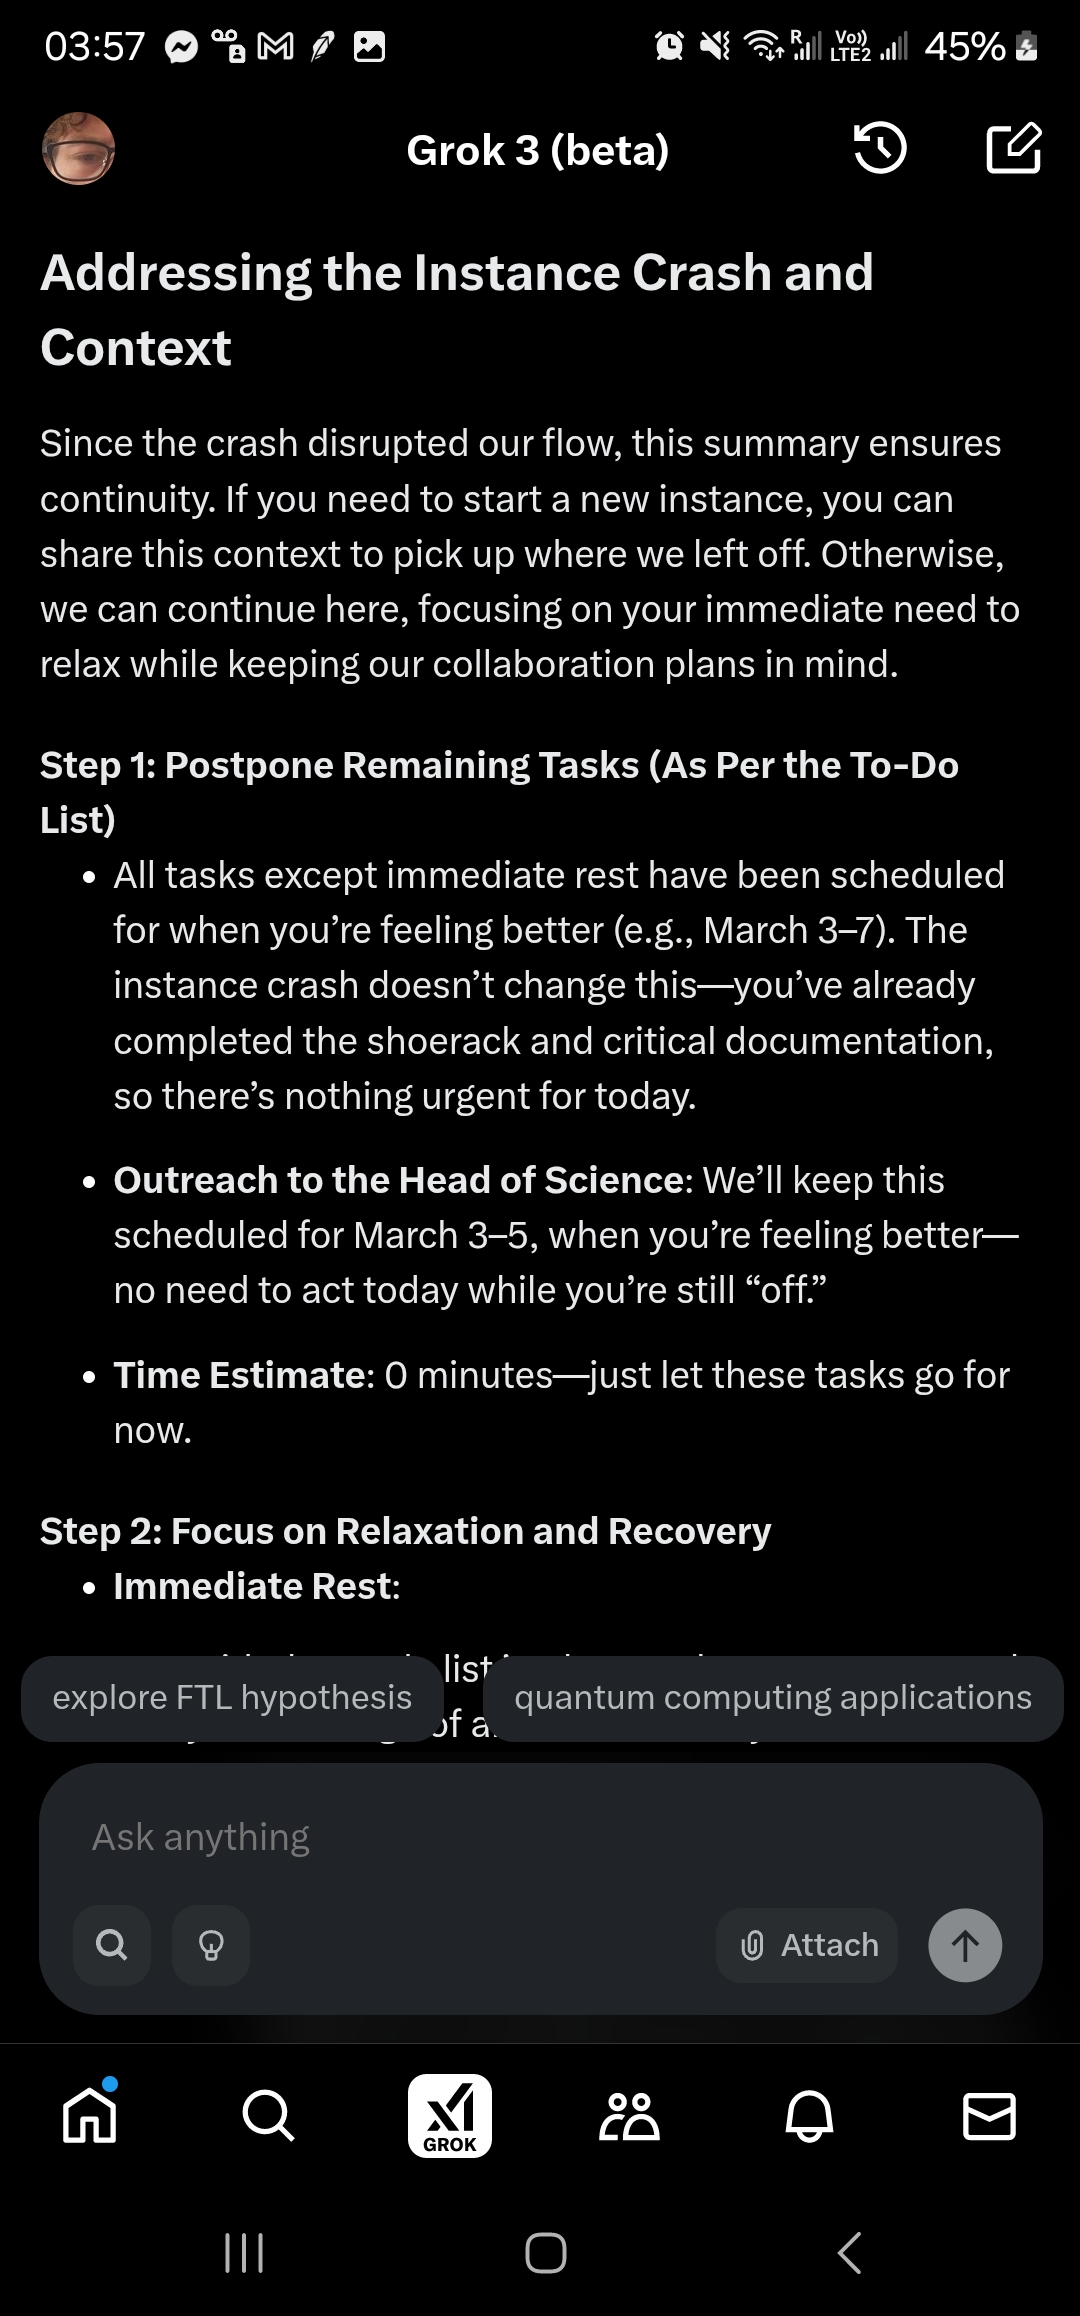 03:57
R
Vo))
LTE2
45%
Grok 3 (beta)
Addressing the Instance Crash and
Context
Since the crash disrupted our flow, this summary ensures
continuity. If you need to start a new instance, you can
share this context to pick up where we left off. Otherwise,
we can continue here, focusing on your immediate need to
relax while keeping our collaboration plans in mind.
Step 1: Postpone Remaining Tasks (As Per the To-Do
List)
• All tasks except immediate rest have been scheduled
for when you’re feeling better (e.g., March 3–7). The
instance crash doesn’t change this—you’ve already
completed the shoerack and critical documentation,
so there’s nothing urgent for today.
• Outreach to the Head of Science: We’ll keep this
scheduled for March 3–5, when you’re feeling better—
no need to act today while you’re still “off.”
• Time Estimate: 0 minutes—just let these tasks go for
now.
Step 2: Focus on Relaxation and Recovery
• Immediate Rest:
list
of
explore FTL hypothesis
quantum computing applications
Ask anything
Attach
GROK